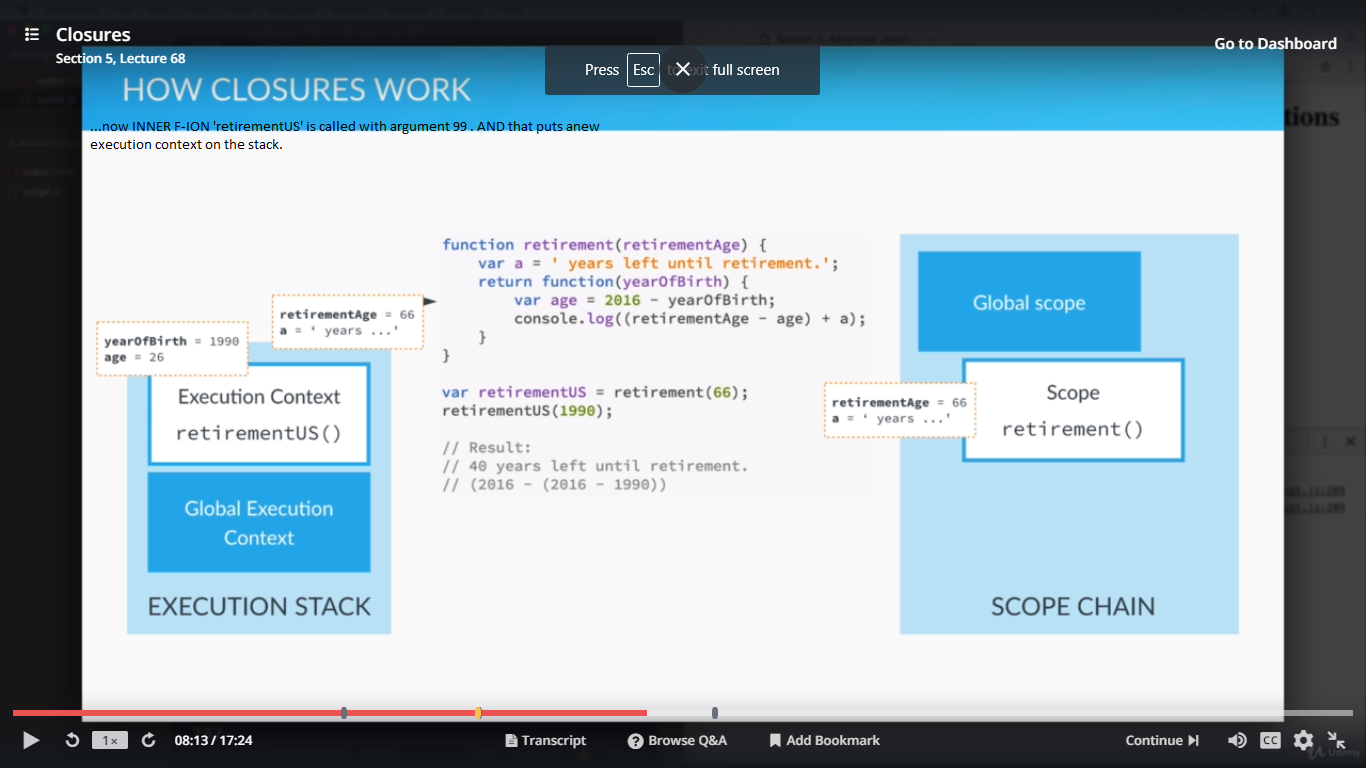 Closures
Section 5, Lecture 68
Go to Dashboard
Press Esc to exit full screen
HOW CLOSURES WORK
...now INNER F-ION 'retirementUS' is called with argument 99 . AND that puts anew
execution context on the stack.
function retirement(retirementAge) {
var a = ' years left until retirement.';
return function(yearOfBirth) {
var age = 2016 - yearOfBirth;
console.log((retirementAge - age) + a);
}
}
var retirementUS = retirement(66);
retirementUS(1990);
// Result:
// 40 years left until retirement.
// (2016 - (2016 - 1990))
retirementAge = 66
a = ‘ years ...'
yearOfBirth = 1990
age = 26
Execution Context
retirementUS()
Global Execution
Context
EXECUTION STACK
Global scope
retirementAge = 66
a = ‘ years ...'
Scope
retirement()
SCOPE CHAIN
1×
08:13 / 17:24
Transcript
Browse Q&A
Add Bookmark
Continue
CC